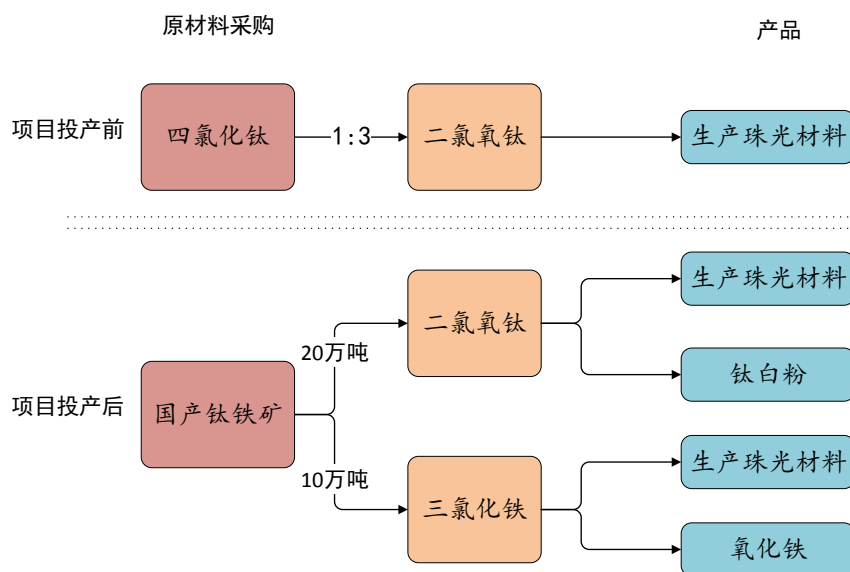 原材料采购
产品
项目投产前
四氯化钛
1:3
二氯氧钛
生产珠光材料
项目投产后
国产钛铁矿
20万吨
二氯氧钛
生产珠光材料
钛白粉
10万吨
三氯化铁
生产珠光材料
氧化铁